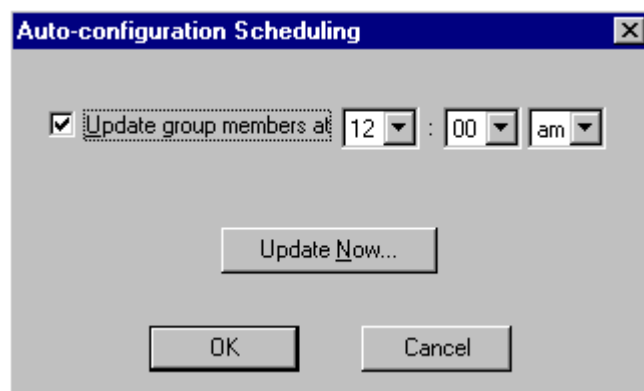 Auto-configuration Scheduling
Update group members at 12 : 00 am
Update Now...
OK Cancel